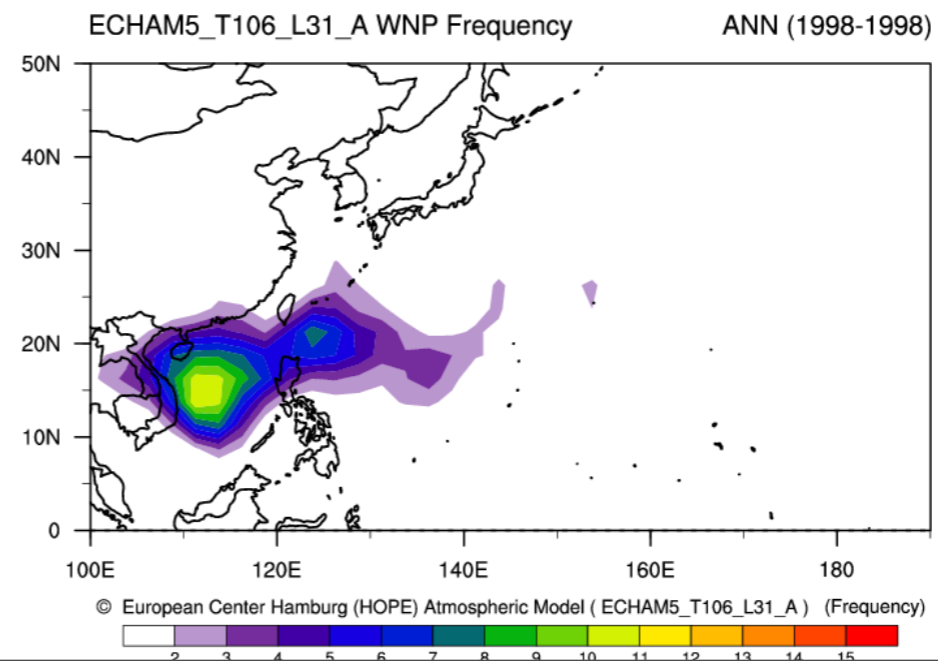 ECHAM5_T106_L31_A WNP Frequency ANN (1998-1998)
50N
40N
30N
20N
10N
0
100E 120E 140E 160E 180
© European Center Hamburg (HOPE) Atmospheric Model ( ECHAM5_T106_L31_A ) (Frequency)
2 3 4 5 6 7 8 9 10 11 12 13 14 15